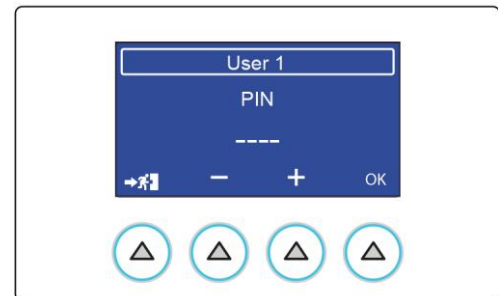 User 1
PIN
----
− + OK